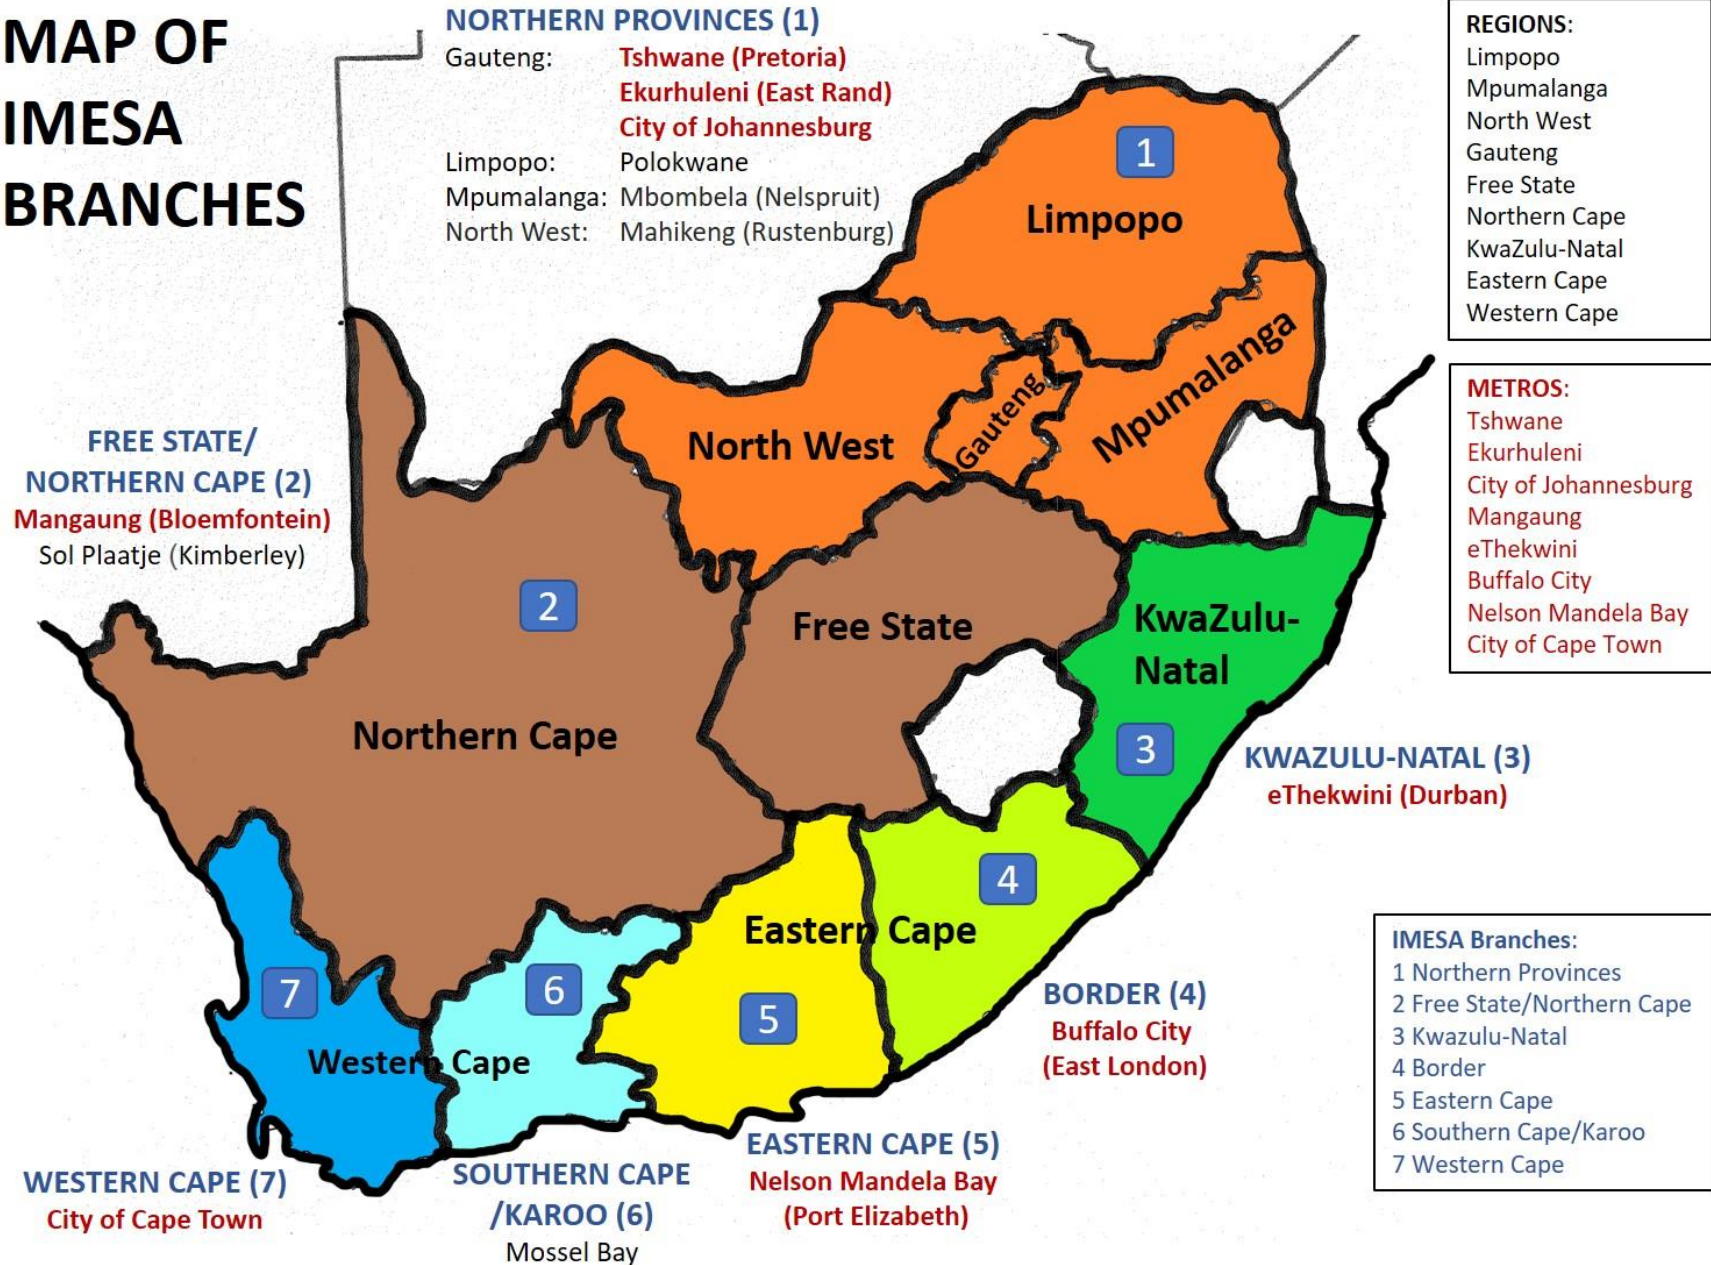 MAP OF
IMESA
BRANCHES
NORTHERN PROVINCES (1)
Gauteng: Tshwane (Pretoria)
Ekurhuleni (East Rand)
City of Johannesburg
Limpopo: Polokwane
Mpumalanga: Mbombela (Nelspruit)
North West: Mahikeng (Rustenburg)
REGIONS:
Limpopo
Mpumalanga
North West
Gauteng
Free State
Northern Cape
KwaZulu-Natal
Eastern Cape
Western Cape
METROS:
Tshwane
Ekurhuleni
City of Johannesburg
Mangaung
eThekwini
Buffalo City
Nelson Mandela Bay
City of Cape Town
1
Limpopo
Mpumalanga
Gauteng
North West
FREE STATE/
NORTHERN CAPE (2)
Mangaung (Bloemfontein)
Sol Plaatje (Kimberley)
2
Free State
Northern Cape
KwaZulu-
Natal
3
KWAZULU-NATAL (3)
eThekwini (Durban)
4
Eastern Cape
5
6
7
Western Cape
BORDER (4)
Buffalo City
(East London)
EASTERN CAPE (5)
Nelson Mandela Bay
(Port Elizabeth)
SOUTHERN CAPE
/KAROO (6)
Mossel Bay
WESTERN CAPE (7)
City of Cape Town
IMESA Branches:
1 Northern Provinces
2 Free State/Northern Cape
3 Kwazulu-Natal
4 Border
5 Eastern Cape
6 Southern Cape/Karoo
7 Western Cape